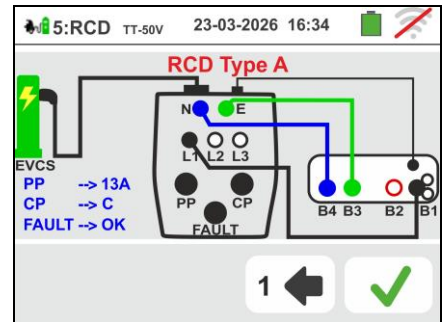 5:RCD TT-50V 23-03-2026 16:34
RCD Type A
N E
L1 L2 L3
EVCS
PP --> 13A
CP --> C
FAULT --> OK
PP CP
FAULT
B4 B3 B2 B1
1